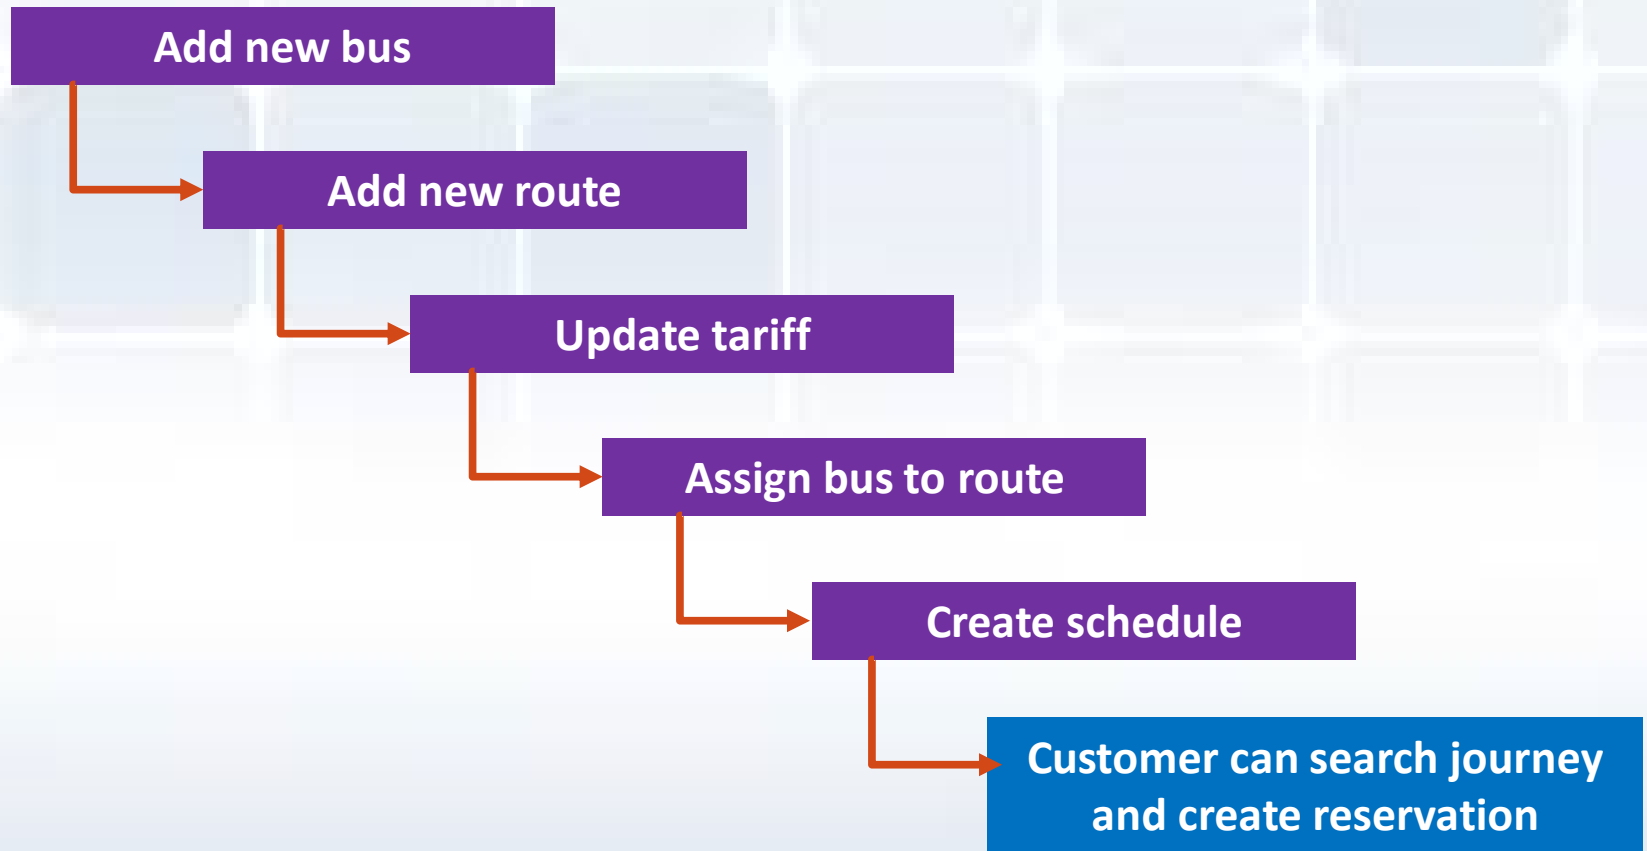 Add new bus
Add new route
Update tariff
Assign bus to route
Create schedule
Customer can search journey
and create reservation